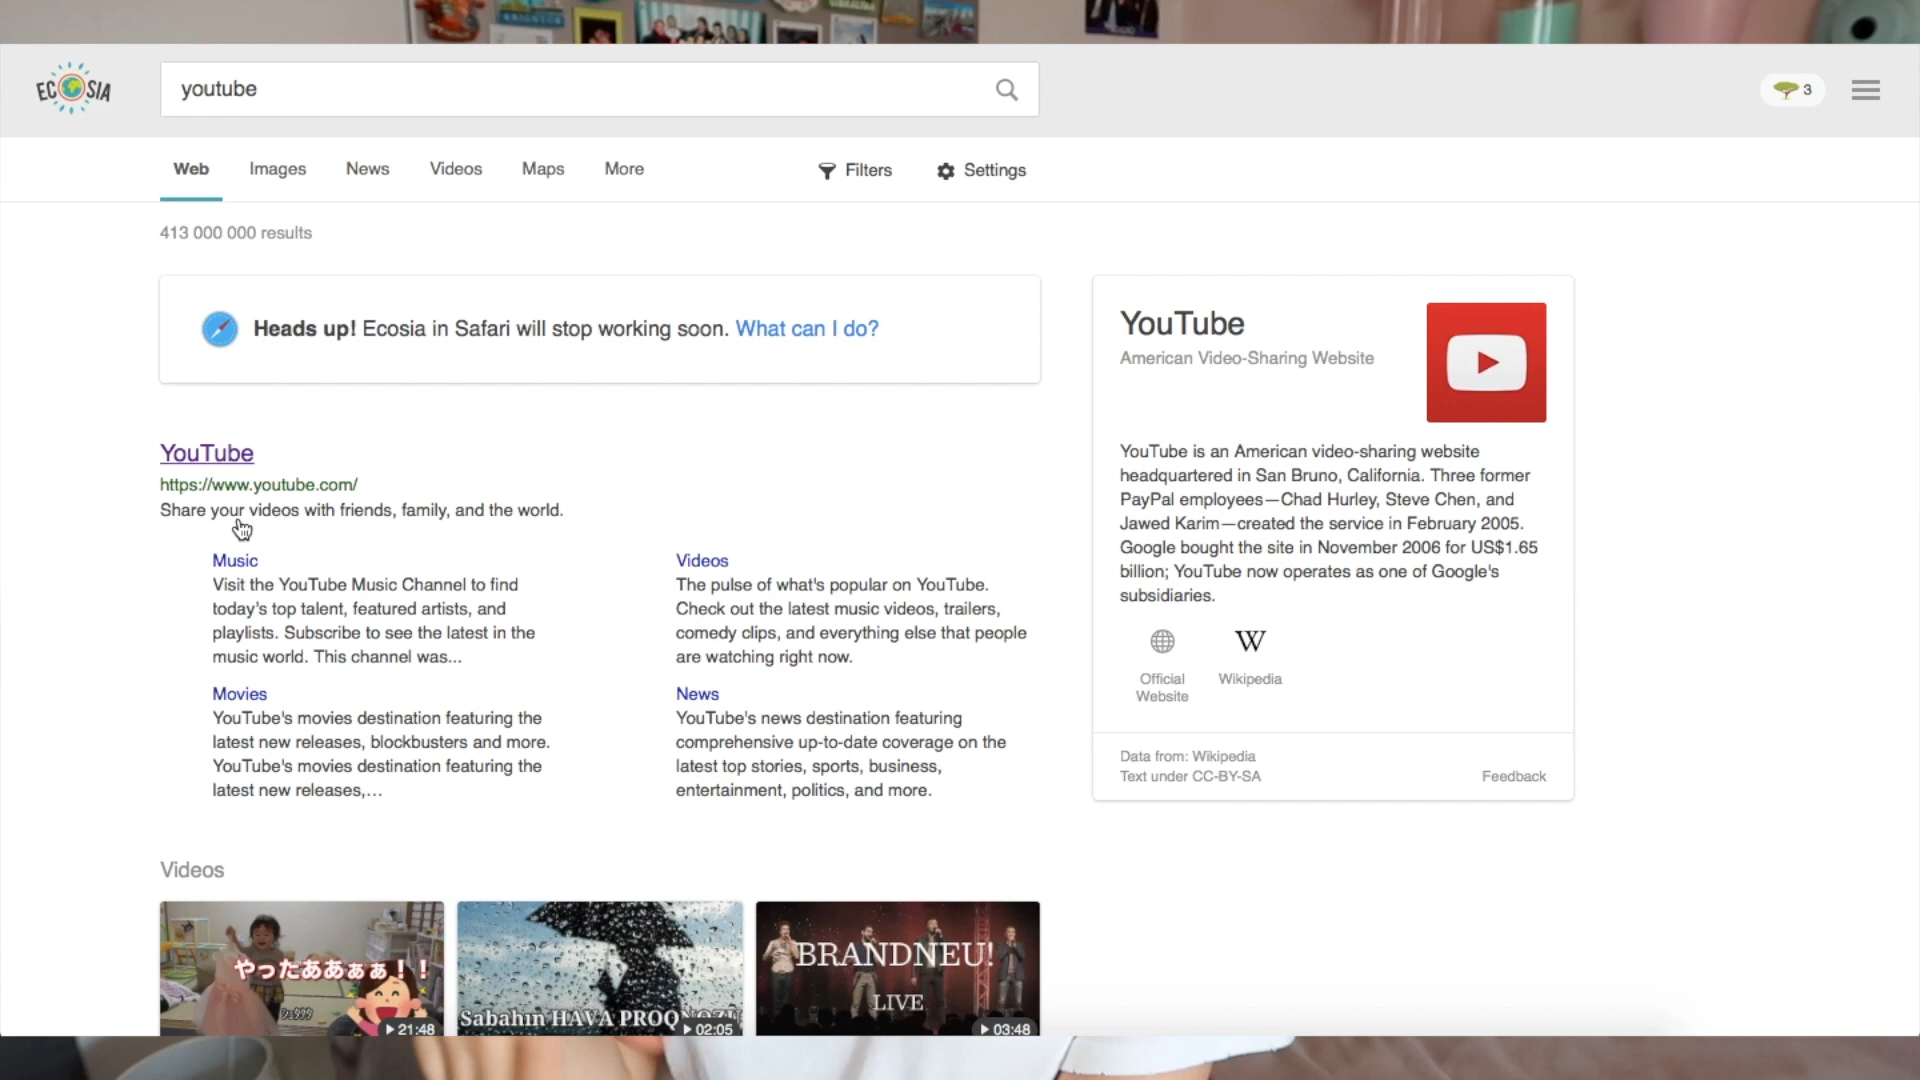 ECOSIA
youtube
3
Web
Images
News
Videos
Maps
More
Filters
Settings
413 000 000 results
Heads up! Ecosia in Safari will stop working soon. What can I do?
YouTube
https://www.youtube.com/
Share your videos with friends, family, and the world.
Music
Visit the YouTube Music Channel to find
today's top talent, featured artists, and
playlists. Subscribe to see the latest in the
music world. This channel was...
Videos
The pulse of what's popular on YouTube.
Check out the latest music videos, trailers,
comedy clips, and everything else that people
are watching right now.
Movies
YouTube's movies destination featuring the
latest new releases, blockbusters and more.
YouTube's movies destination featuring the
latest new releases,...
News
YouTube's news destination featuring
comprehensive up-to-date coverage on the
latest top stories, sports, business,
entertainment, politics, and more.
YouTube
American Video-Sharing Website
YouTube is an American video-sharing website
headquartered in San Bruno, California. Three former
PayPal employees—Chad Hurley, Steve Chen, and
Jawed Karim—created the service in February 2005.
Google bought the site in November 2006 for US$1.65
billion; YouTube now operates as one of Google's
subsidiaries.
W
Official
Website
Wikipedia
Data from: Wikipedia
Text under CC-BY-SA
Feedback
Videos
やったああぁぁ！！
21:48
Sabahın HAVA PROQNOZU
02:05
BRANDNEU!
LIVE
03:48